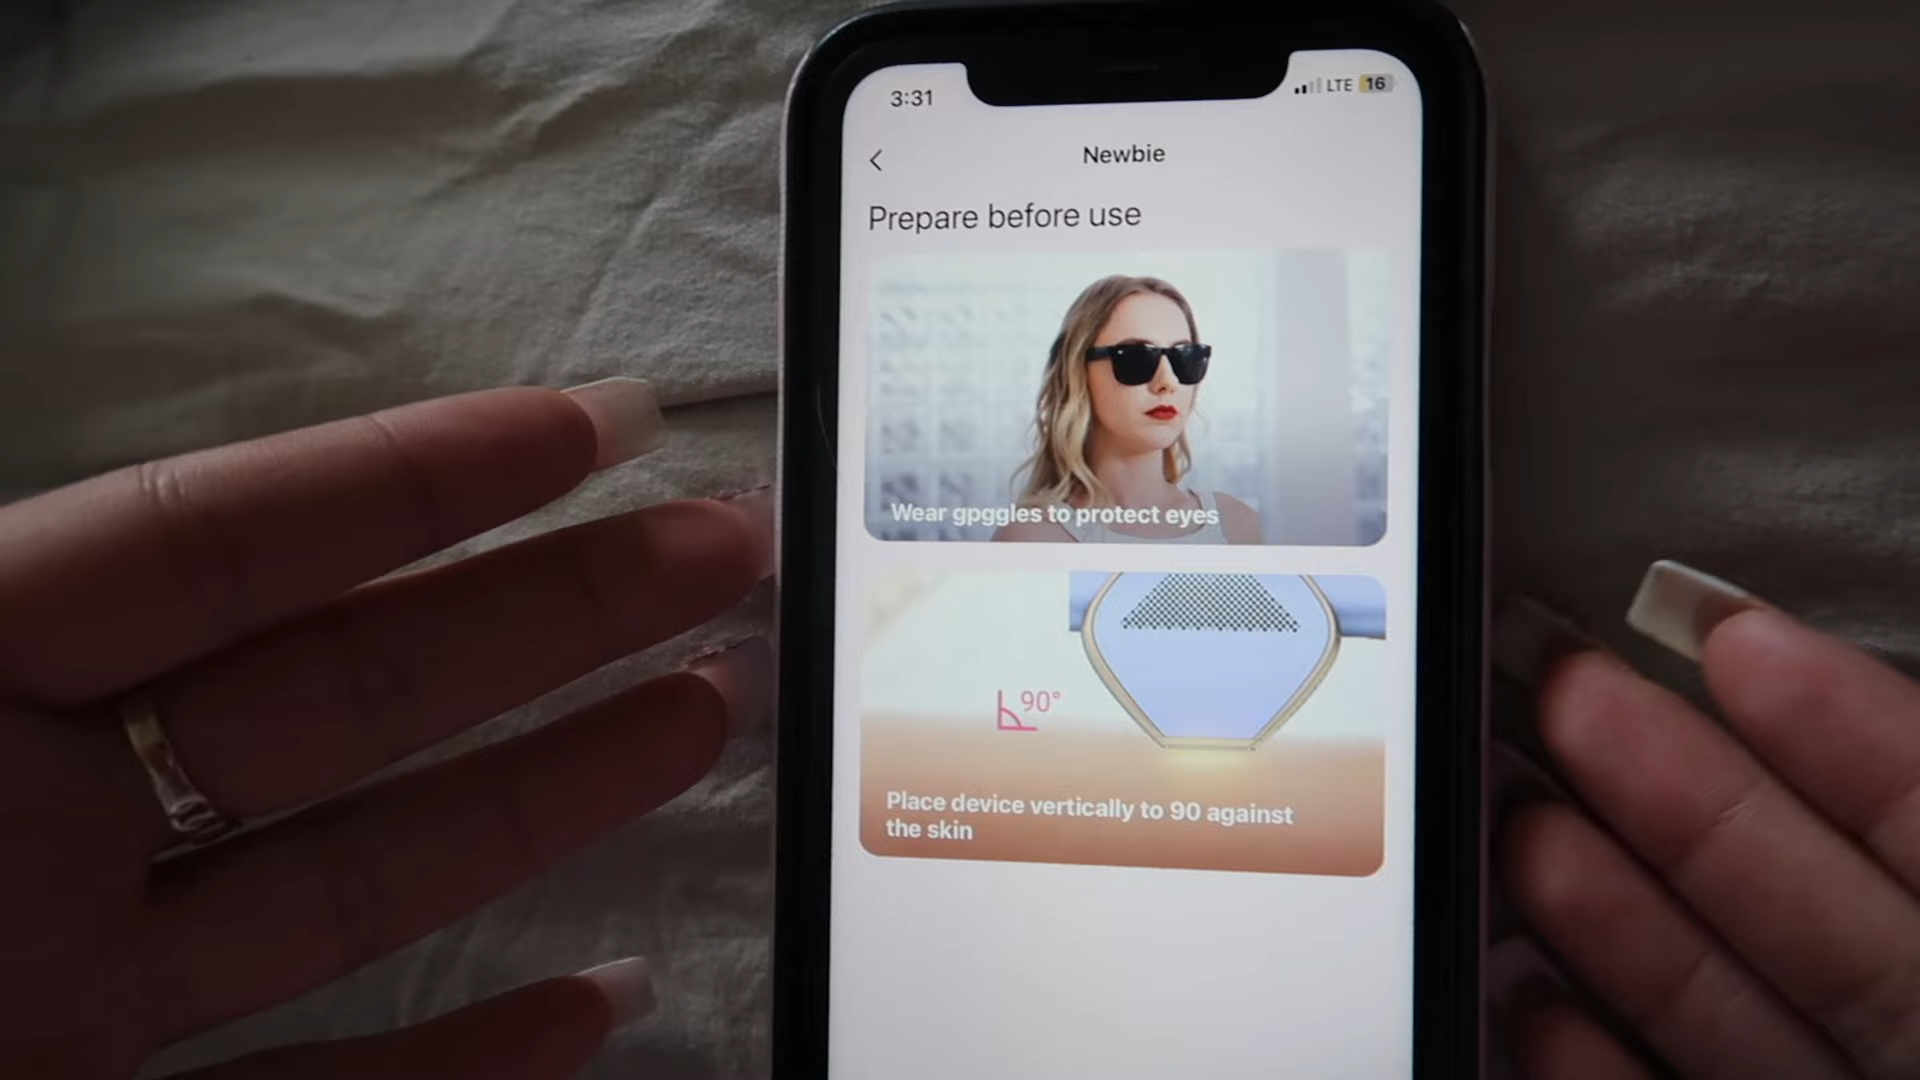 3:31
LTE 16
Newbie
Prepare before use
Wear gpggles to protect eyes
90°
Place device vertically to 90 against
the skin